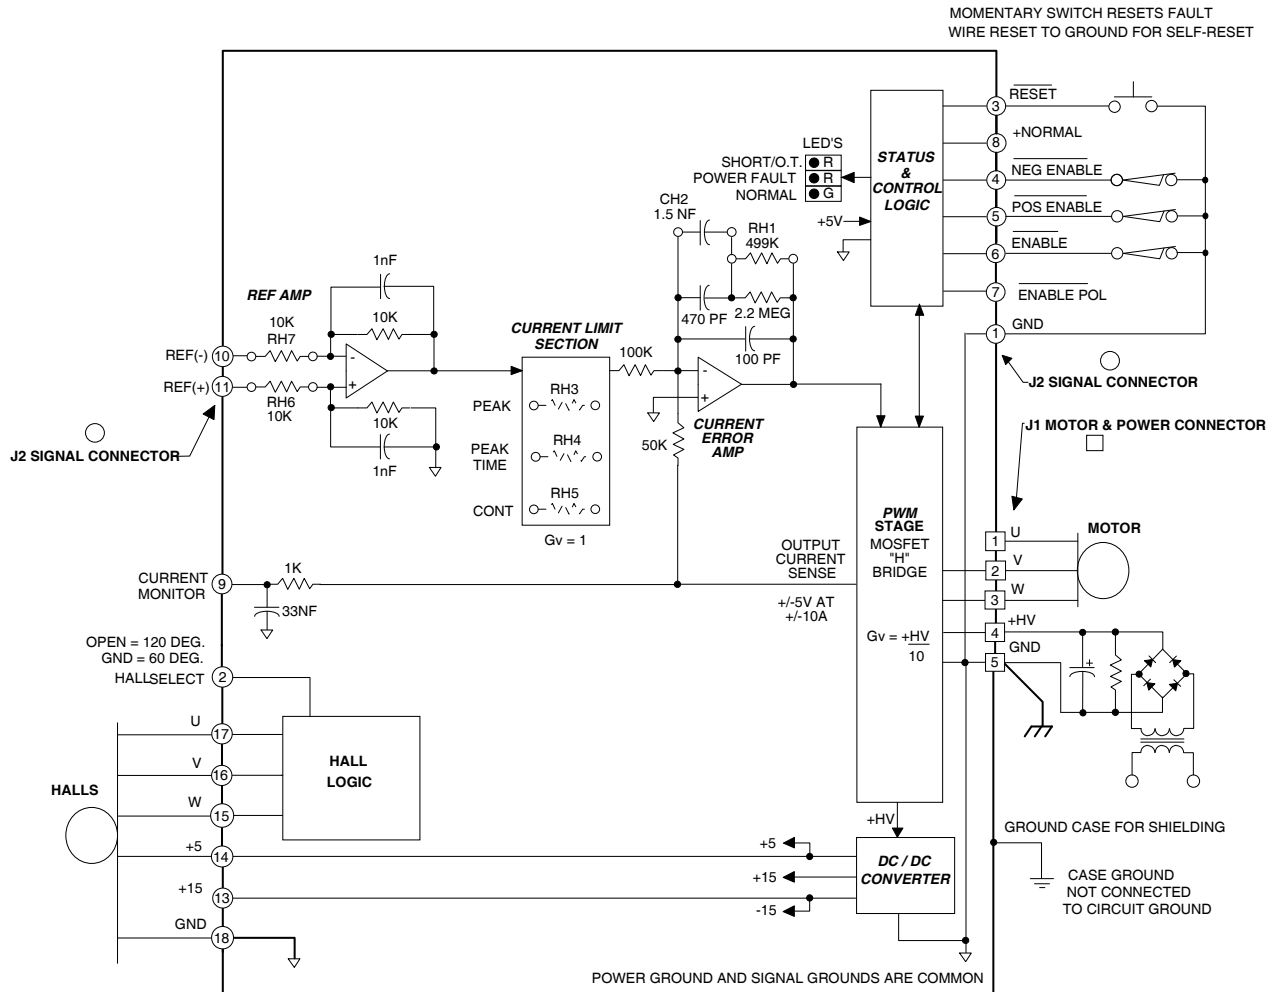 MOMENTARY SWITCH RESETS FAULT
WIRE RESET TO GROUND FOR SELF-RESET
3
RESET
8
+NORMAL
4
NEG ENABLE
5
POS ENABLE
6
ENABLE
7
ENABLE POL
1
GND
J2 SIGNAL CONNECTOR
STATUS
&
CONTROL
LOGIC
LED'S
SHORT/O.T.
R
POWER FAULT
R
NORMAL
G
+5V
CH2
1.5 NF
RH1
499K
470 PF
2.2 MEG
100 PF
1nF
REF AMP
10K
RH7
10K
REF(-)
10
-
REF(+)
11
+
RH6
10K
10K
1nF
J2 SIGNAL CONNECTOR
CURRENT LIMIT
SECTION
PEAK
RH3
PEAK
TIME
RH4
CONT
RH5
Gv = 1
100K
-
+
CURRENT
ERROR
AMP
50K
J1 MOTOR & POWER CONNECTOR
PWM
STAGE
MOSFET
"H"
BRIDGE
Gv = +HV
10
OUTPUT
CURRENT
SENSE
+/-5V AT
+/-10A
1
U
2
V
3
W
MOTOR
4
+HV
5
GND
+
CURRENT
MONITOR
9
1K
33NF
OPEN = 120 DEG.
GND = 60 DEG.
HALL SELECT
2
U
17
V
16
W
15
HALL
LOGIC
HALLS
+5
14
+15
13
GND
18
+HV
DC / DC
CONVERTER
+5
+15
-15
GROUND CASE FOR SHIELDING
CASE GROUND
NOT CONNECTED
TO CIRCUIT GROUND
POWER GROUND AND SIGNAL GROUNDS ARE COMMON